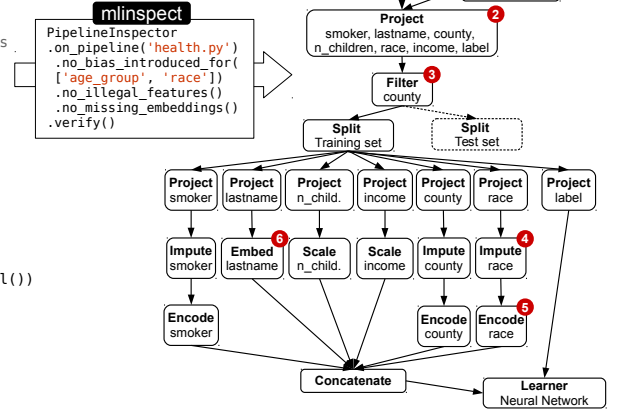 mlinspect
s
PipelineInspector
.on_pipeline('health.py')
.no_bias_introduced_for(
['age_group', 'race'])
.no_illegal_features()
.no_missing_embeddings()
.verify()
l())
2
Project
smoker, lastname, county,
n_children, race, income, label
3
Filter
county
Split
Training set
Split
Test set
Project
smoker
Project
lastname
Project
n_child.
Project
income
Project
county
Project
race
Project
label
Impute
smoker
6
Embed
lastname
Scale
n_child.
Scale
income
Impute
county
4
Impute
race
Encode
smoker
Encode
county
5
Encode
race
Concatenate
Learner
Neural Network